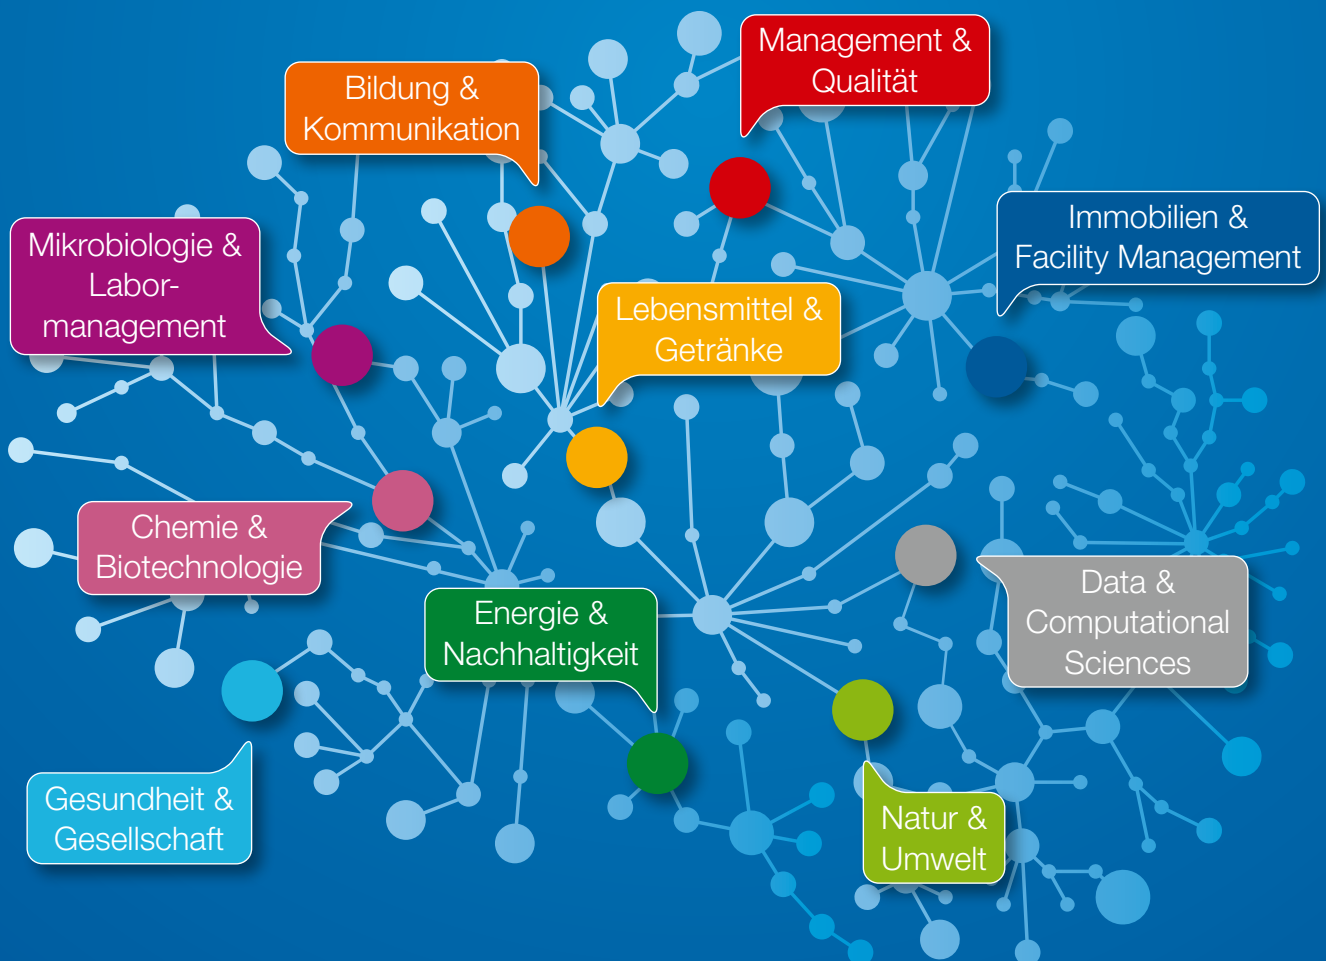 Management &
Qualität
Bildung &
Kommunikation
Immobilien &
Facility Management
Mikrobiologie &
Labor-
management
Lebensmittel &
Getränke
Chemie &
Biotechnologie
Data &
Computational
Sciences
Energie &
Nachhaltigkeit
Gesundheit &
Gesellschaft
Natur &
Umwelt